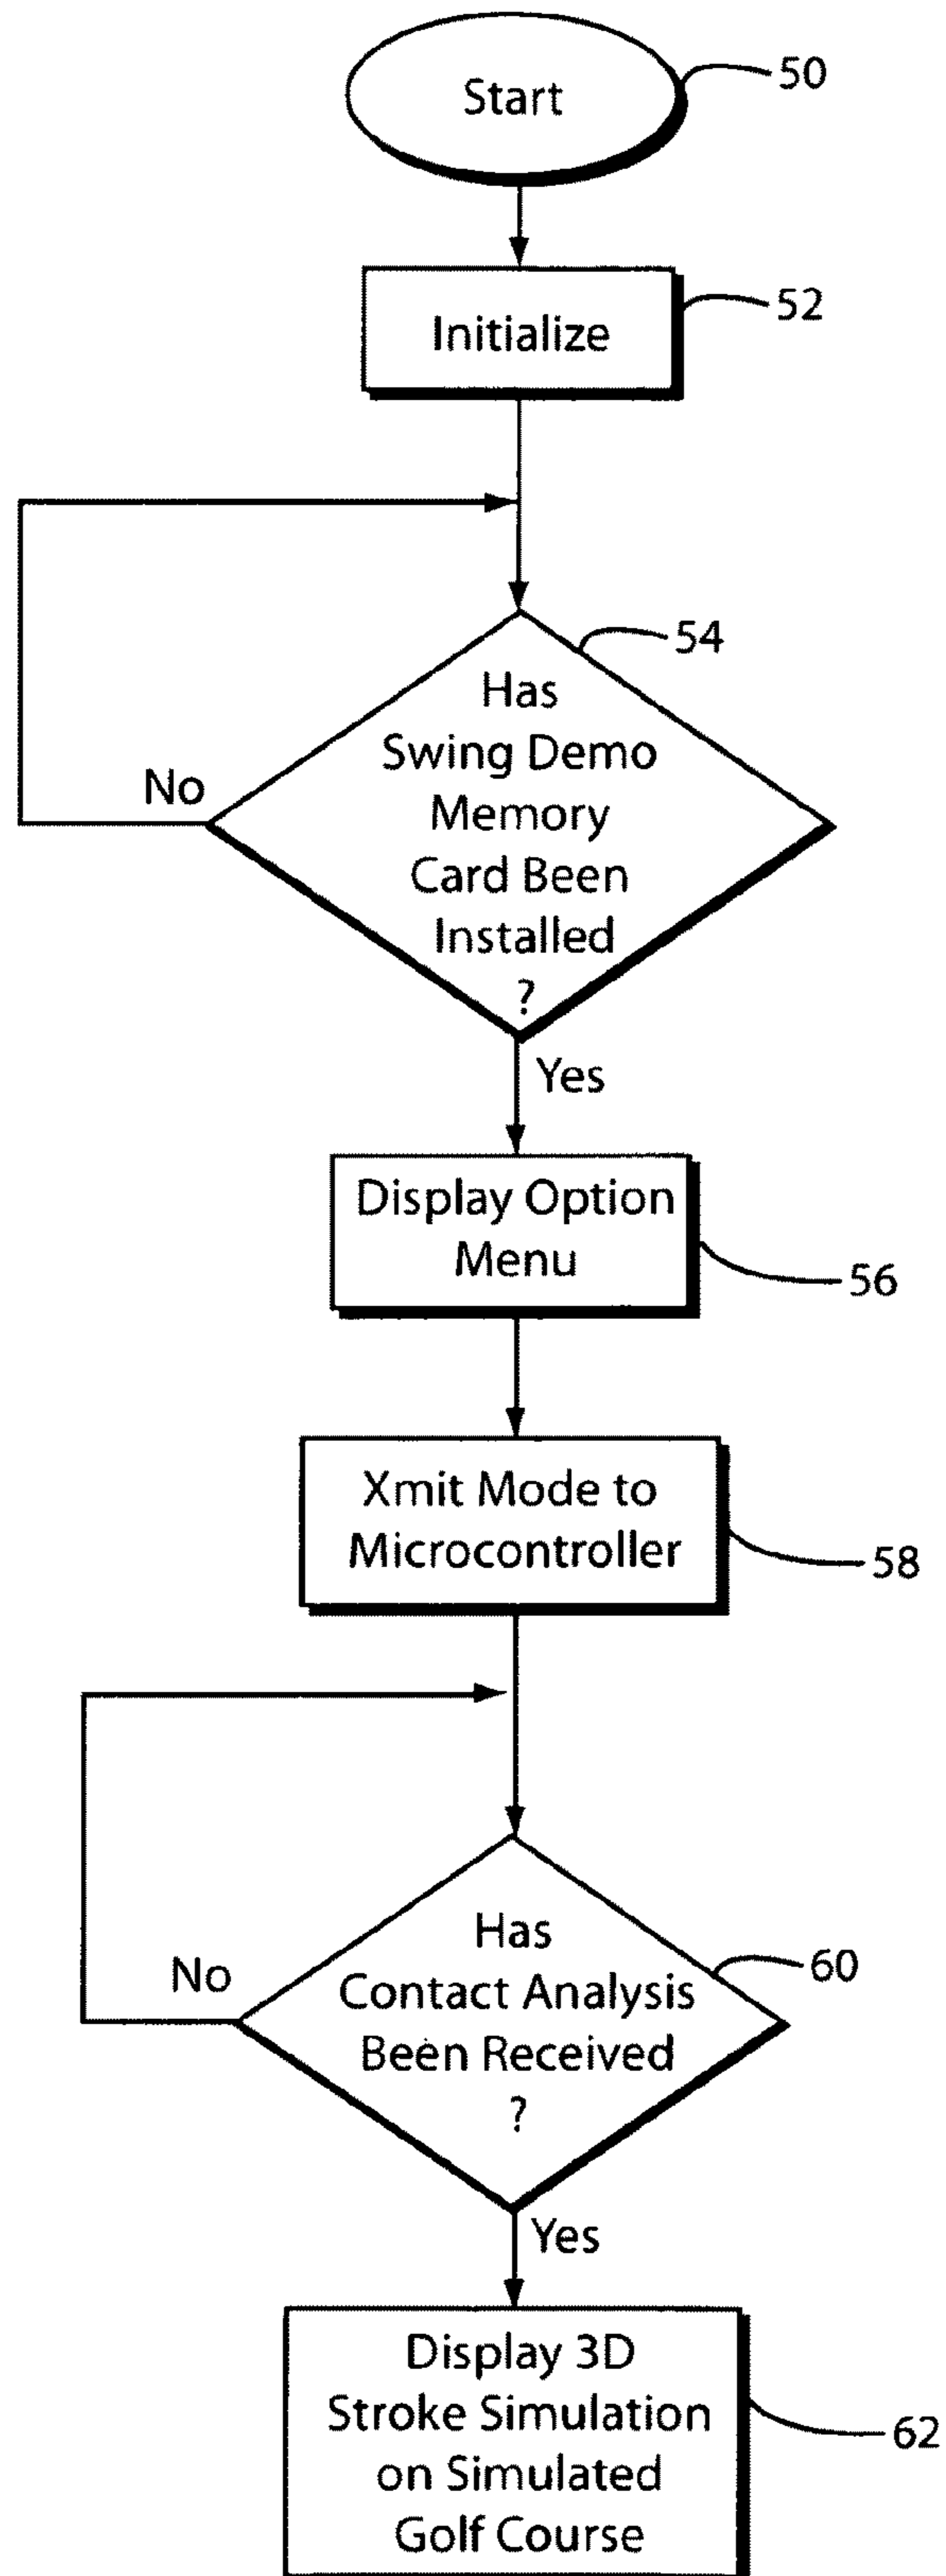 Start
50
Initialize
52
54
Has
Swing Demo
Memory
Card Been
Installed
?
No
Yes
Display Option
Menu
56
Xmit Mode to
Microcontroller
58
Has
Contact Analysis
Been Received
?
60
No
Yes
Display 3D
Stroke Simulation
on Simulated
Golf Course
62